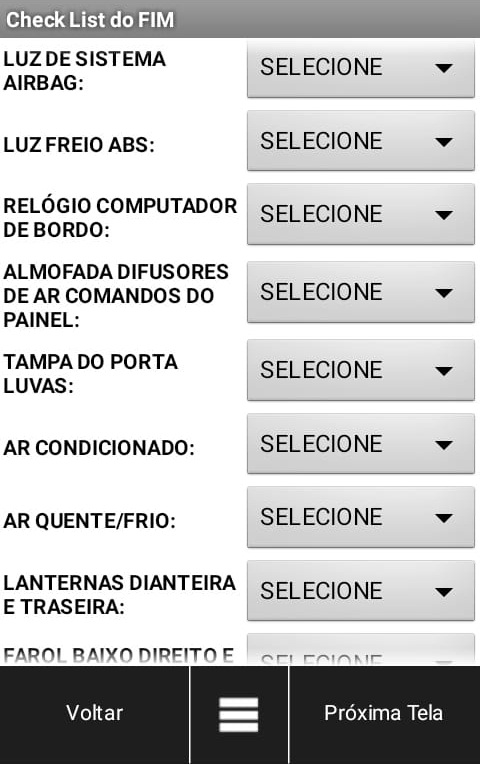 Check List do FIM
LUZ DE SISTEMA
AIRBAG:
SELECIONE
LUZ FREIO ABS:
SELECIONE
RELÓGIO COMPUTADOR
DE BORDO:
SELECIONE
ALMOFADA DIFUSORES
DE AR COMANDOS DO
PAINEL:
SELECIONE
TAMPA DO PORTA
LUVAS:
SELECIONE
AR CONDICIONADO:
SELECIONE
AR QUENTE/FRIO:
SELECIONE
LANTERNAS DIANTEIRA
E TRASEIRA:
SELECIONE
FAROL BAIXO DIREITO E
SELECIONE
Voltar
Próxima Tela